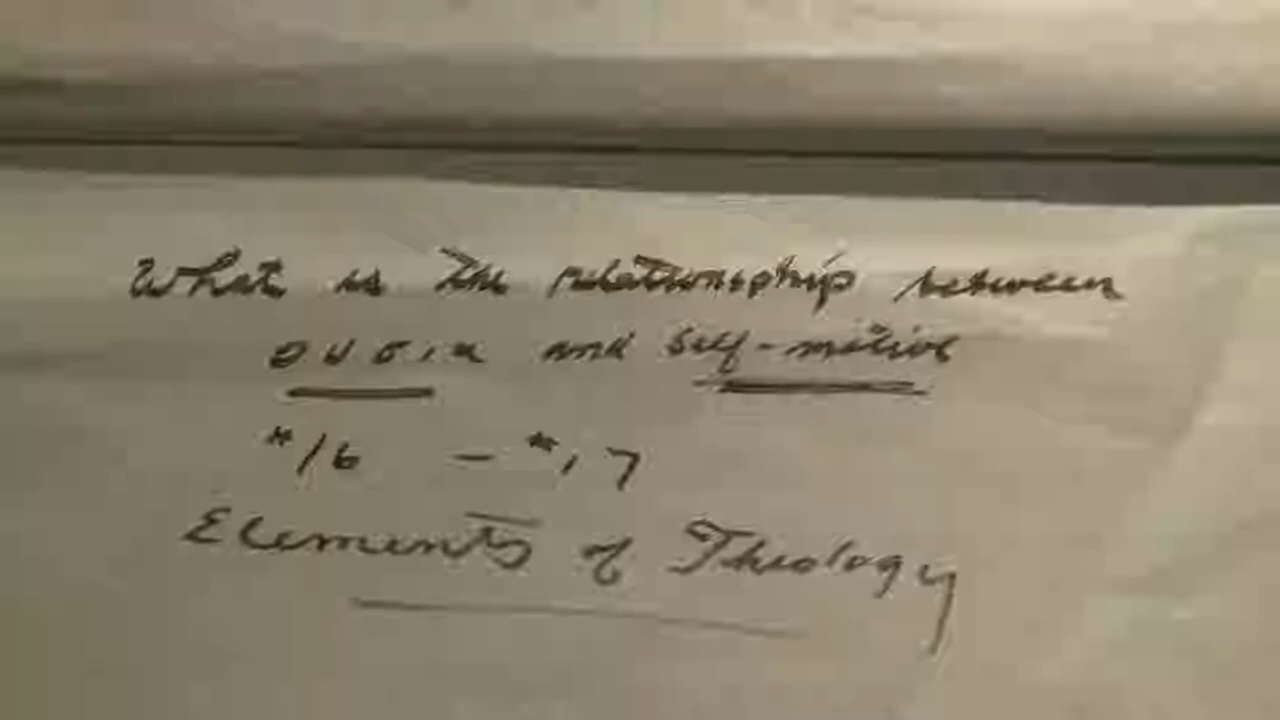 What is the relationship between
ουσια and self-motive
#16 - #17
Elements of Theology